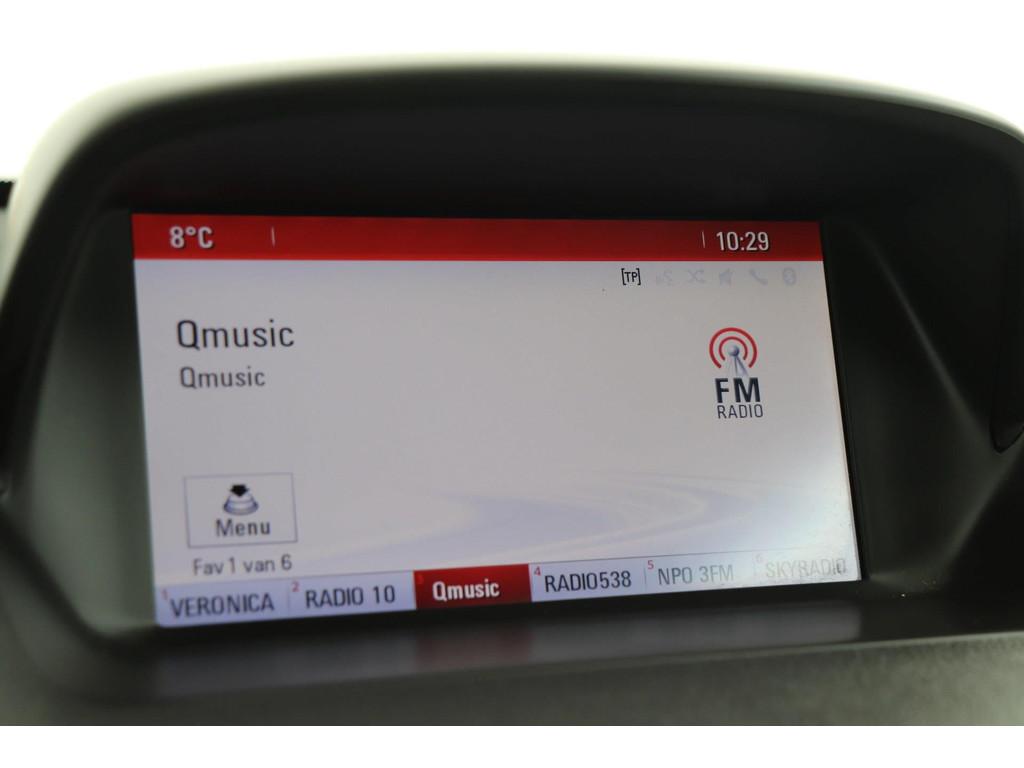 8°C 10:29
[TP]
Qmusic
Qmusic
FM
RADIO
Menu
Fav 1 van 6
1 VERONICA 2 RADIO 10 3 Qmusic 4 RADIO538 5 NPO 3FM 6 SKYRADIO